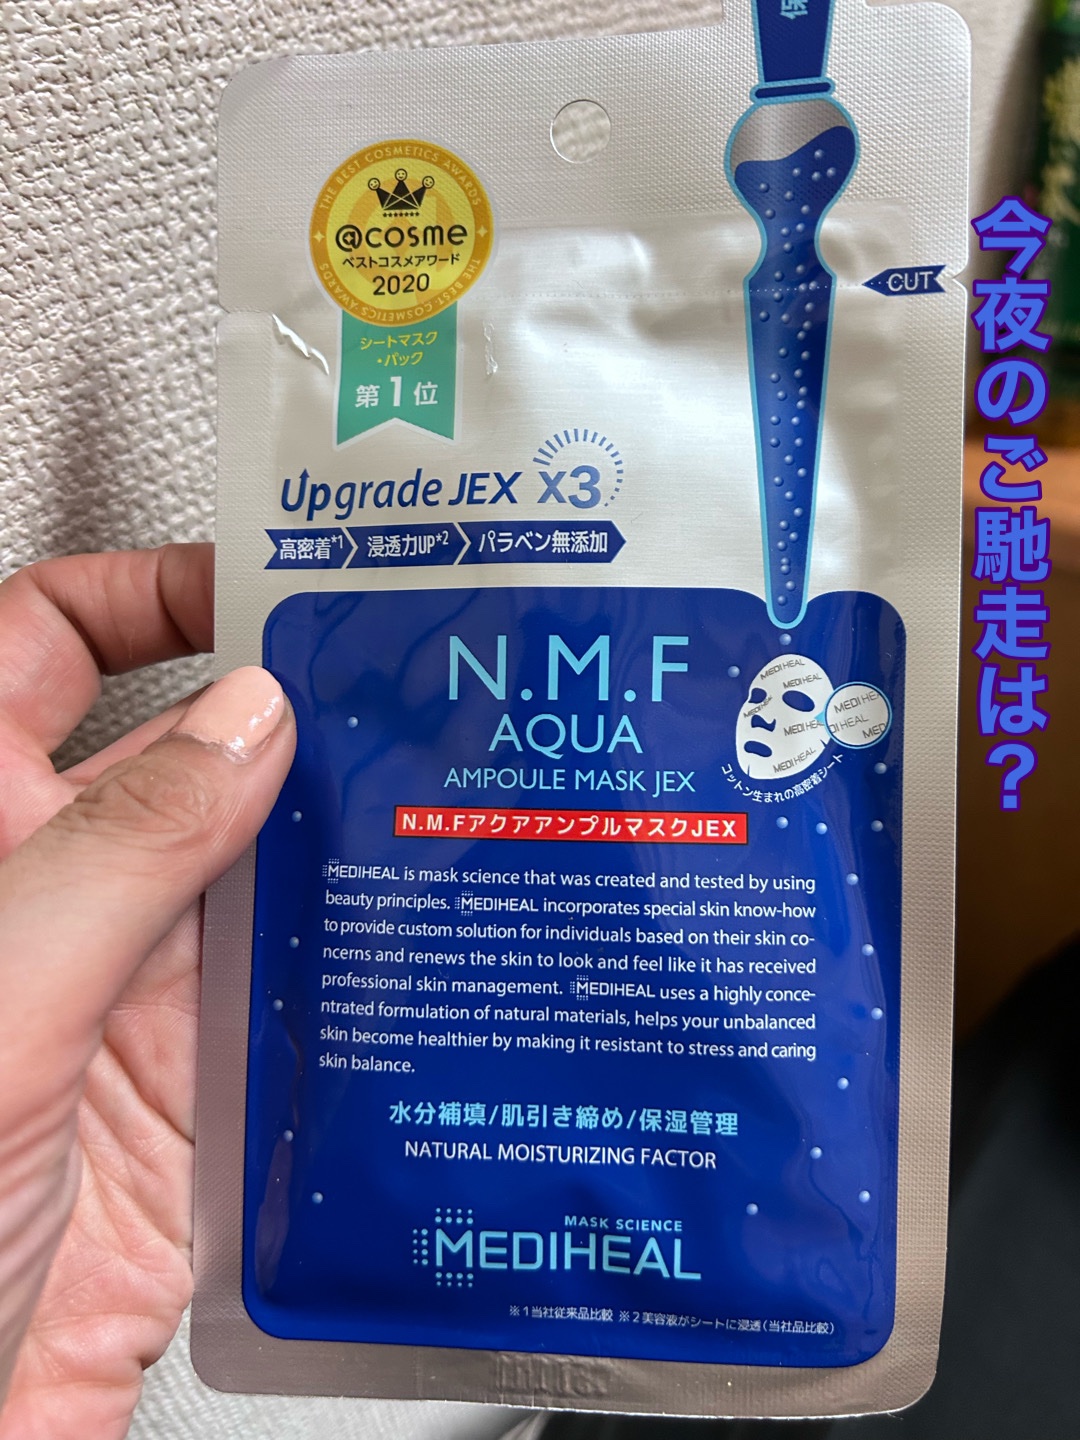 保
THE BEST COSMETICS AWARDS
@cosme
ベストコスメアワード
2020
THE BEST COSMETICS AWARDS
シートマスク
・パック
第1位
CUT
Upgrade JEX x3
高密着*1 浸透力UP*2 パラベン無添加
今夜のご馳走は？
N.M.F
AQUA
AMPOULE MASK JEX
N.M.FアクアアンプルマスクJEX
MEDIHEAL
MEDIHEAL
MEDIHEAL
MEDIHEAL
MEDIHEAL
コットン生まれの高密着シート
MEDIHEAL is mask science that was created and tested by using
beauty principles. MEDIHEAL incorporates special skin know-how
to provide custom solution for individuals based on their skin co-
ncerns and renews the skin to look and feel like it has received
professional skin management. MEDIHEAL uses a highly conce-
ntrated formulation of natural materials, helps your unbalanced
skin become healthier by making it resistant to stress and caring
skin balance.
水分補填/肌引き締め/保湿管理
NATURAL MOISTURIZING FACTOR
MASK SCIENCE
MEDIHEAL
※1当社従来品比較 ※2美容液がシートに浸透(当社品比較)